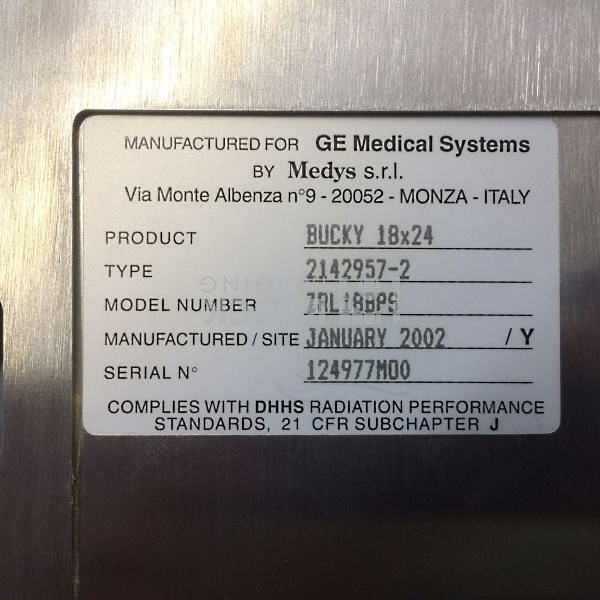 MANUFACTURED FOR GE Medical Systems
BY Medys s.r.l.
Via Monte Albenza n°9 - 20052 - MONZA - ITALY
PRODUCT BUCKY 18x24
TYPE 2142957-2
MODEL NUMBER ZRL18BPS
MANUFACTURED / SITE JANUARY 2002 / Y
SERIAL N° 124977M00
COMPLIES WITH DHHS RADIATION PERFORMANCE
STANDARDS, 21 CFR SUBCHAPTER J